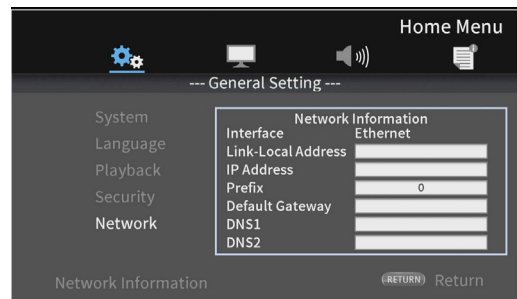 Home Menu
--- General Setting ---
System
Language
Playback
Security
Network
Network Information
Interface Ethernet
Link-Local Address
IP Address
Prefix 0
Default Gateway
DNS1
DNS2
Network Information
RETURN Return